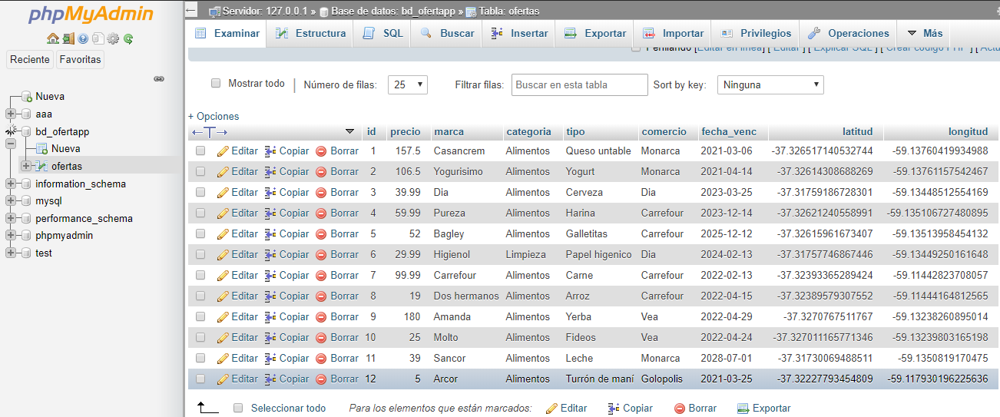 phpMyAdmin
Reciente Favoritas
Nueva
aaa
bd_ofertapp
Nueva
ofertas
information_schema
mysql
performance_schema
phpmyadmin
test
Servidor: 127.0.0.1 » Base de datos: bd_ofertapp » Tabla: ofertas
Examinar Estructura SQL Buscar Insertar Exportar Importar Privilegios Operaciones Más
Perfilando [Editar en línea] [ Editar ] [ Explicar SQL ] [ Crear código PHP ] [ Actu
Mostrar todo | Número de filas: 25 Filtrar filas: Buscar en esta tabla Sort by key: Ninguna
+ Opciones
id precio marca categoria tipo comercio fecha_venc latitud longitud
Editar Copiar Borrar 1 157.5 Casancrem Alimentos Queso untable Monarca 2021-03-06 -37.326517140532744 -59.13760419934988
Editar Copiar Borrar 2 106.5 Yogurisimo Alimentos Yogurt Monarca 2021-04-14 -37.32614308688269 -59.13761157542467
Editar Copiar Borrar 3 39.99 Dia Alimentos Cerveza Dia 2023-03-25 -37.31759186728301 -59.13448512554169
Editar Copiar Borrar 4 59.99 Pureza Alimentos Harina Carrefour 2023-12-14 -37.32621240558991 -59.135106727480895
Editar Copiar Borrar 5 52 Bagley Alimentos Galletitas Carrefour 2025-12-12 -37.32615961673407 -59.13513958454132
Editar Copiar Borrar 6 29.99 Higienol Limpieza Papel higenico Dia 2024-02-13 -37.31757746867446 -59.13449250161648
Editar Copiar Borrar 7 99.99 Carrefour Alimentos Carne Carrefour 2022-02-13 -37.32393365289424 -59.11442823708057
Editar Copiar Borrar 8 19 Dos hermanos Alimentos Arroz Carrefour 2022-04-15 -37.32389579307552 -59.11444164812565
Editar Copiar Borrar 9 180 Amanda Alimentos Yerba Vea 2022-04-29 -37.3270767511767 -59.13238260895014
Editar Copiar Borrar 10 25 Molto Alimentos Fideos Vea 2022-04-24 -37.327011165771346 -59.13239803165198
Editar Copiar Borrar 11 39 Sancor Alimentos Leche Monarca 2028-07-01 -37.31730069488511 -59.1350819170475
Editar Copiar Borrar 12 5 Arcor Alimentos Turrón de maní Golopolis 2021-03-25 -37.32227793454809 -59.117930196225636
Seleccionar todo Para los elementos que están marcados: Editar Copiar Borrar Exportar